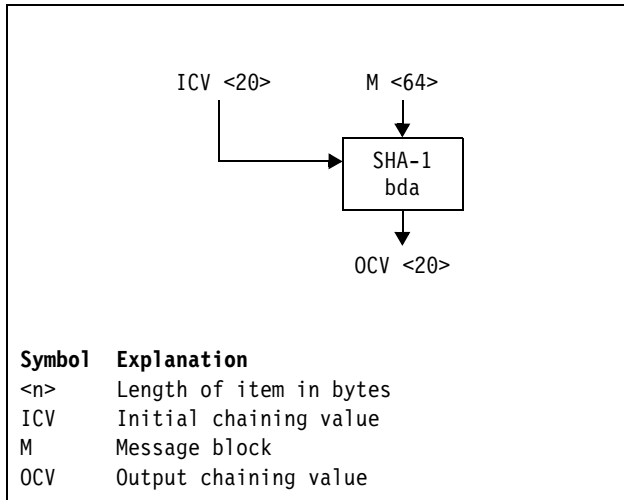 ICV <20> M <64>
SHA-1
bda
OCV <20>
Symbol Explanation
<n> Length of item in bytes
ICV Initial chaining value
M Message block
OCV Output chaining value